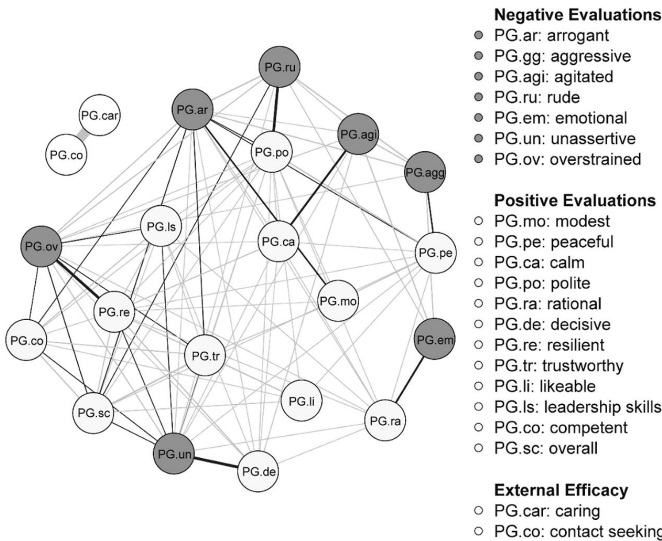 PG.ru
PG.ar
PG.car
PG.agi
PG.po
PG.co
PG.agg
PG.ls
PG.ov
PG.ca
PG.pe
PG.mo
PG.re
PG.co
PG.em
PG.tr
PG.li
PG.sc
PG.ra
PG.un
PG.de
Negative Evaluations
PG.ar: arrogant
PG.gg: aggressive
PG.agi: agitated
PG.ru: rude
PG.em: emotional
PG.un: unassertive
PG.ov: overstrained
Positive Evaluations
PG.mo: modest
PG.pe: peaceful
PG.ca: calm
PG.po: polite
PG.ra: rational
PG.de: decisive
PG.re: resilient
PG.tr: trustworthy
PG.li: likeable
PG.ls: leadership skills
PG.co: competent
PG.sc: overall
External Efficacy
PG.car: caring
PG.co: contact seeking